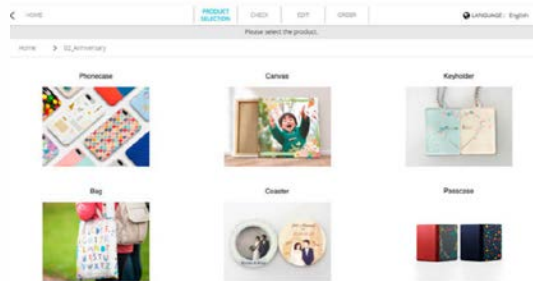 HOME
PRODUCT
SELECTION
CHECK
EDIT
ORDER
LANGUAGE : English
Please select the product.
Home > 02_Anniversary
Phonecase
Canvas
Keyholder
Bag
Coaster
Passcase